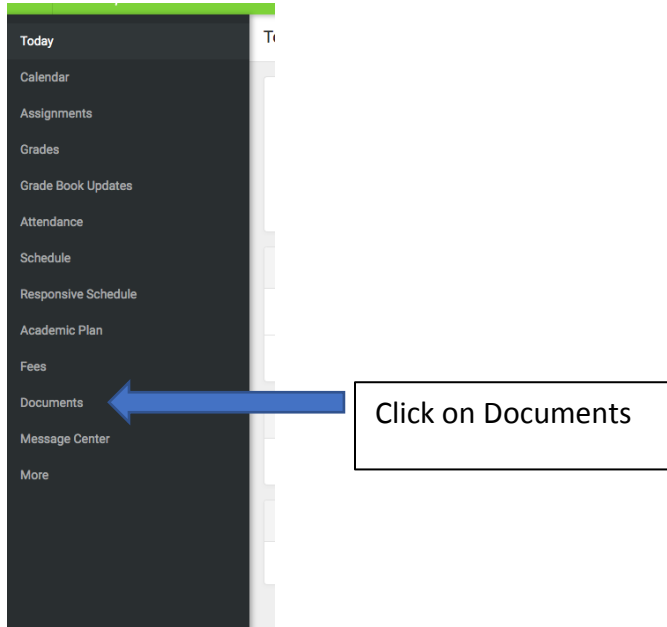 Today
Calendar
Assignments
Grades
Grade Book Updates
Attendance
Schedule
Responsive Schedule
Academic Plan
Fees
Documents
Click on Documents
Message Center
More